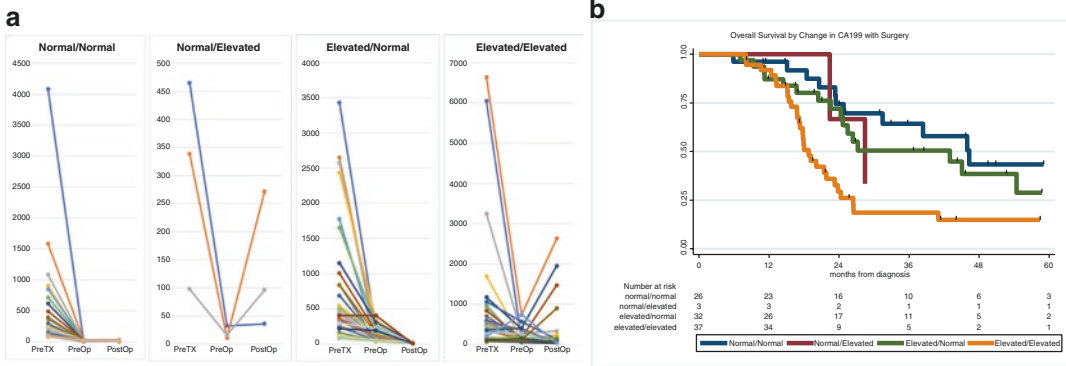 a
Normal/Normal
4500
4000
3500
3000
2500
2000
1500
1000
500
0
PreTX PreOp PostOp
Normal/Elevated
500
450
400
350
300
250
200
150
100
50
0
PreTX PreOp PostOp
Elevated/Normal
4000
3500
3000
2500
2000
1500
1000
500
0
PreTX PreOp PostOp
Elevated/Elevated
7000
6000
5000
4000
3000
2000
1000
0
PreTX PreOp PostOp
b
Overall Survival by Change in CA199 with Surgery
1.00
0.75
0.50
0.25
0.00
0 12 24 36 48 60
months from diagnosis
Number at risk
normal/normal 26 23 16 10 6 3
normal/elevated 3 3 2 1 1 1
elevated/normal 32 26 17 11 5 2
elevated/elevated 37 34 9 5 2 1
Normal/Normal Normal/Elevated Elevated/Normal Elevated/Elevated